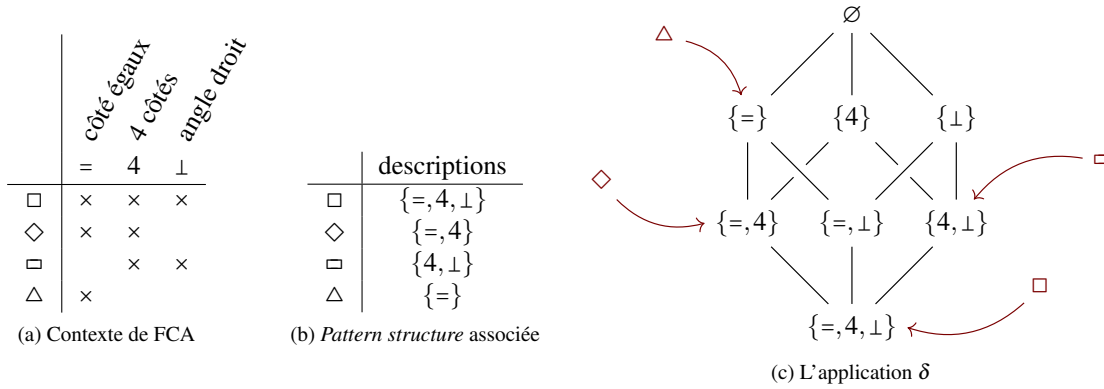 côté égaux
4 côtés
angle droit
= 4 ⊥
□ × × ×
◇ × ×
▭ × ×
△ ×
(a) Contexte de FCA
descriptions
□ {=,4,⊥}
◇ {=,4}
▭ {4,⊥}
△ {=}
(b) Pattern structure associée
∅
{=} {4} {⊥}
{=,4} {=,⊥} {4,⊥}
{=,4,⊥}
(c) L'application δ